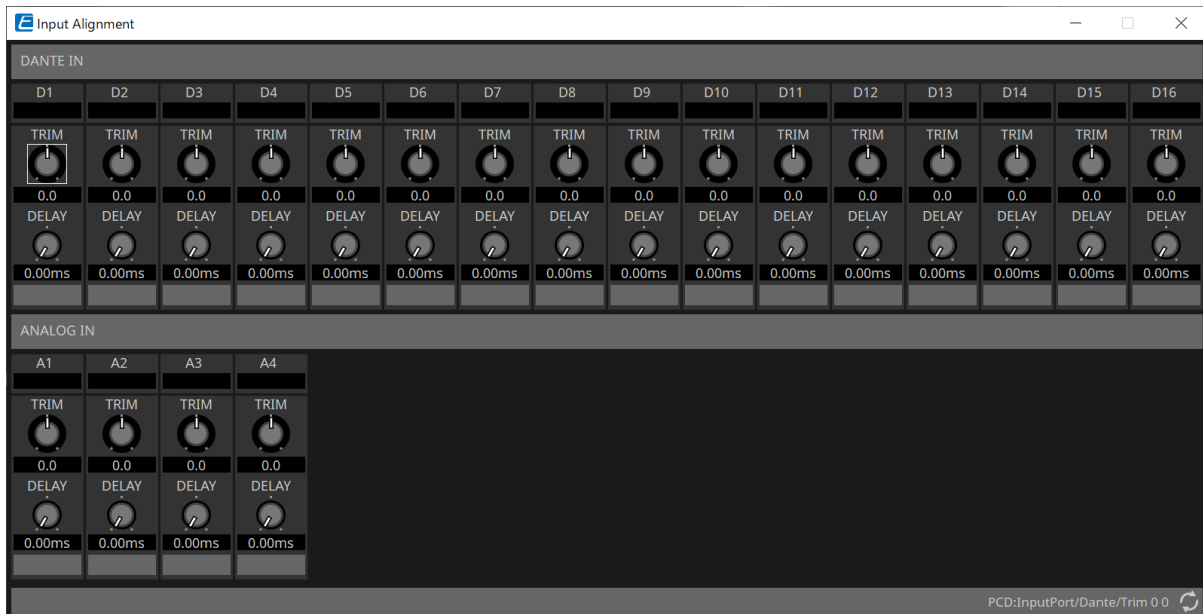 E Input Alignment
DANTE IN
D1 D2 D3 D4 D5 D6 D7 D8 D9 D10 D11 D12 D13 D14 D15 D16
TRIM TRIM TRIM TRIM TRIM TRIM TRIM TRIM TRIM TRIM TRIM TRIM TRIM TRIM TRIM TRIM
0.0 0.0 0.0 0.0 0.0 0.0 0.0 0.0 0.0 0.0 0.0 0.0 0.0 0.0 0.0 0.0
DELAY DELAY DELAY DELAY DELAY DELAY DELAY DELAY DELAY DELAY DELAY DELAY DELAY DELAY DELAY DELAY
0.00ms 0.00ms 0.00ms 0.00ms 0.00ms 0.00ms 0.00ms 0.00ms 0.00ms 0.00ms 0.00ms 0.00ms 0.00ms 0.00ms 0.00ms 0.00ms
ANALOG IN
A1 A2 A3 A4
TRIM TRIM TRIM TRIM
0.0 0.0 0.0 0.0
DELAY DELAY DELAY DELAY
0.00ms 0.00ms 0.00ms 0.00ms
PCD:InputPort/Dante/Trim 0 0